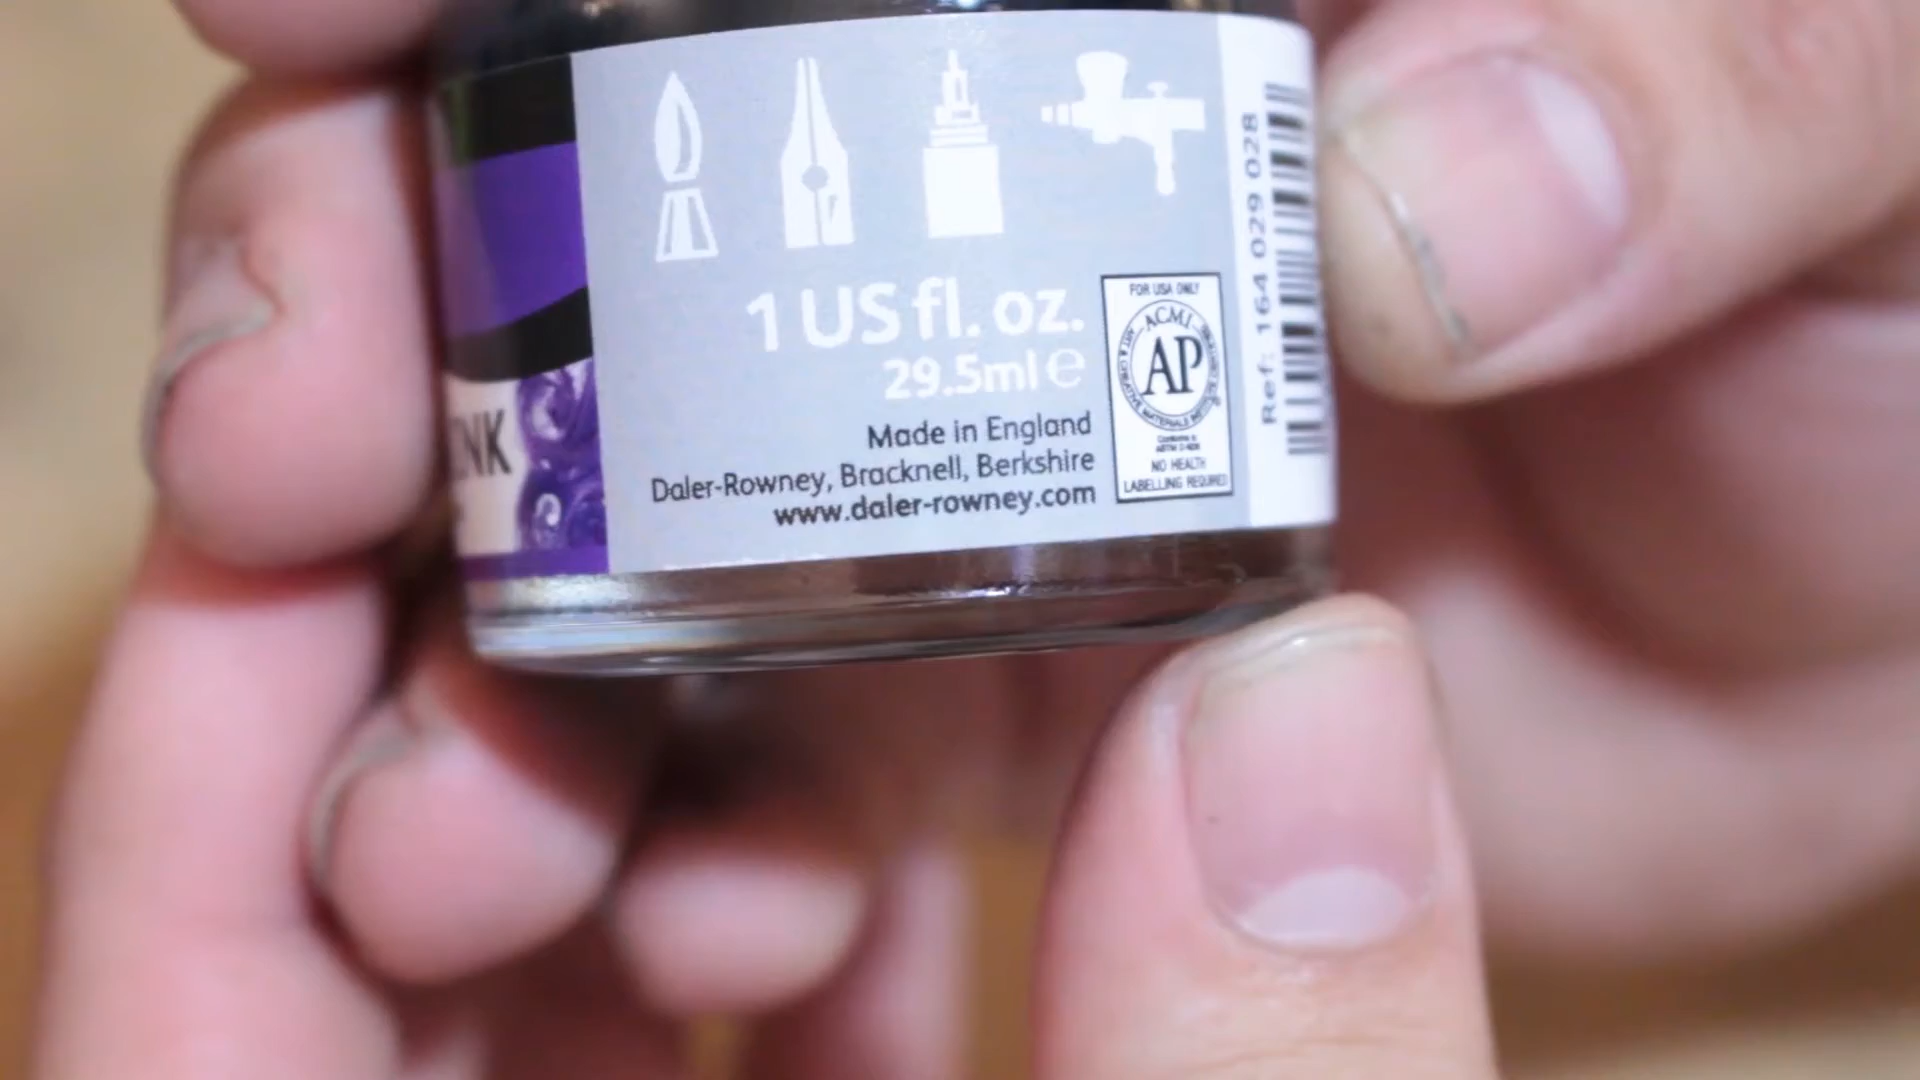 1 US fl. oz.
29.5ml e
Made in England
Daler-Rowney, Bracknell, Berkshire
www.daler-rowney.com
FOR USA ONLY
ACMI
AP
NO HEALTH
LABELLING REQUIRED
Ref: 164 029 028
INK